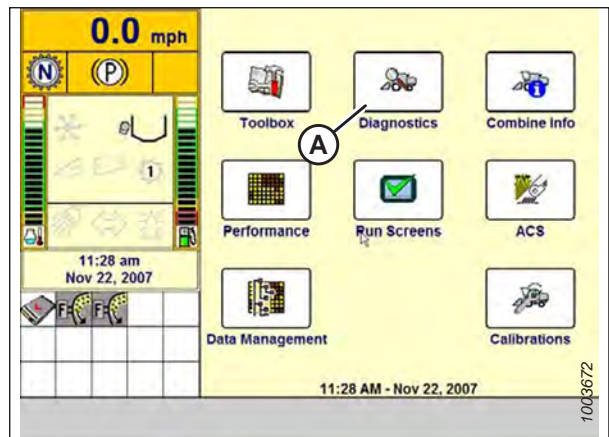 0.0 mph
N
(P)
1
11:28 am
Nov 22, 2007
F=
F=
Toolbox
Diagnostics
Combine Info
A
Performance
Run Screens
ACS
Data Management
Calibrations
11:28 AM - Nov 22, 2007
1003672